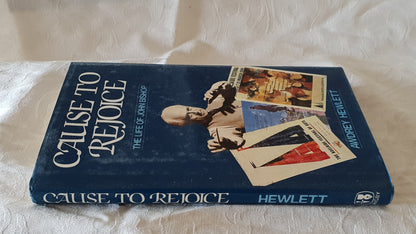 CAUSE TO
REJOICE
THE LIFE OF JOHN BISHOP
AUDREY HEWLETT
CAUSE TO REJOICE
HEWLETT